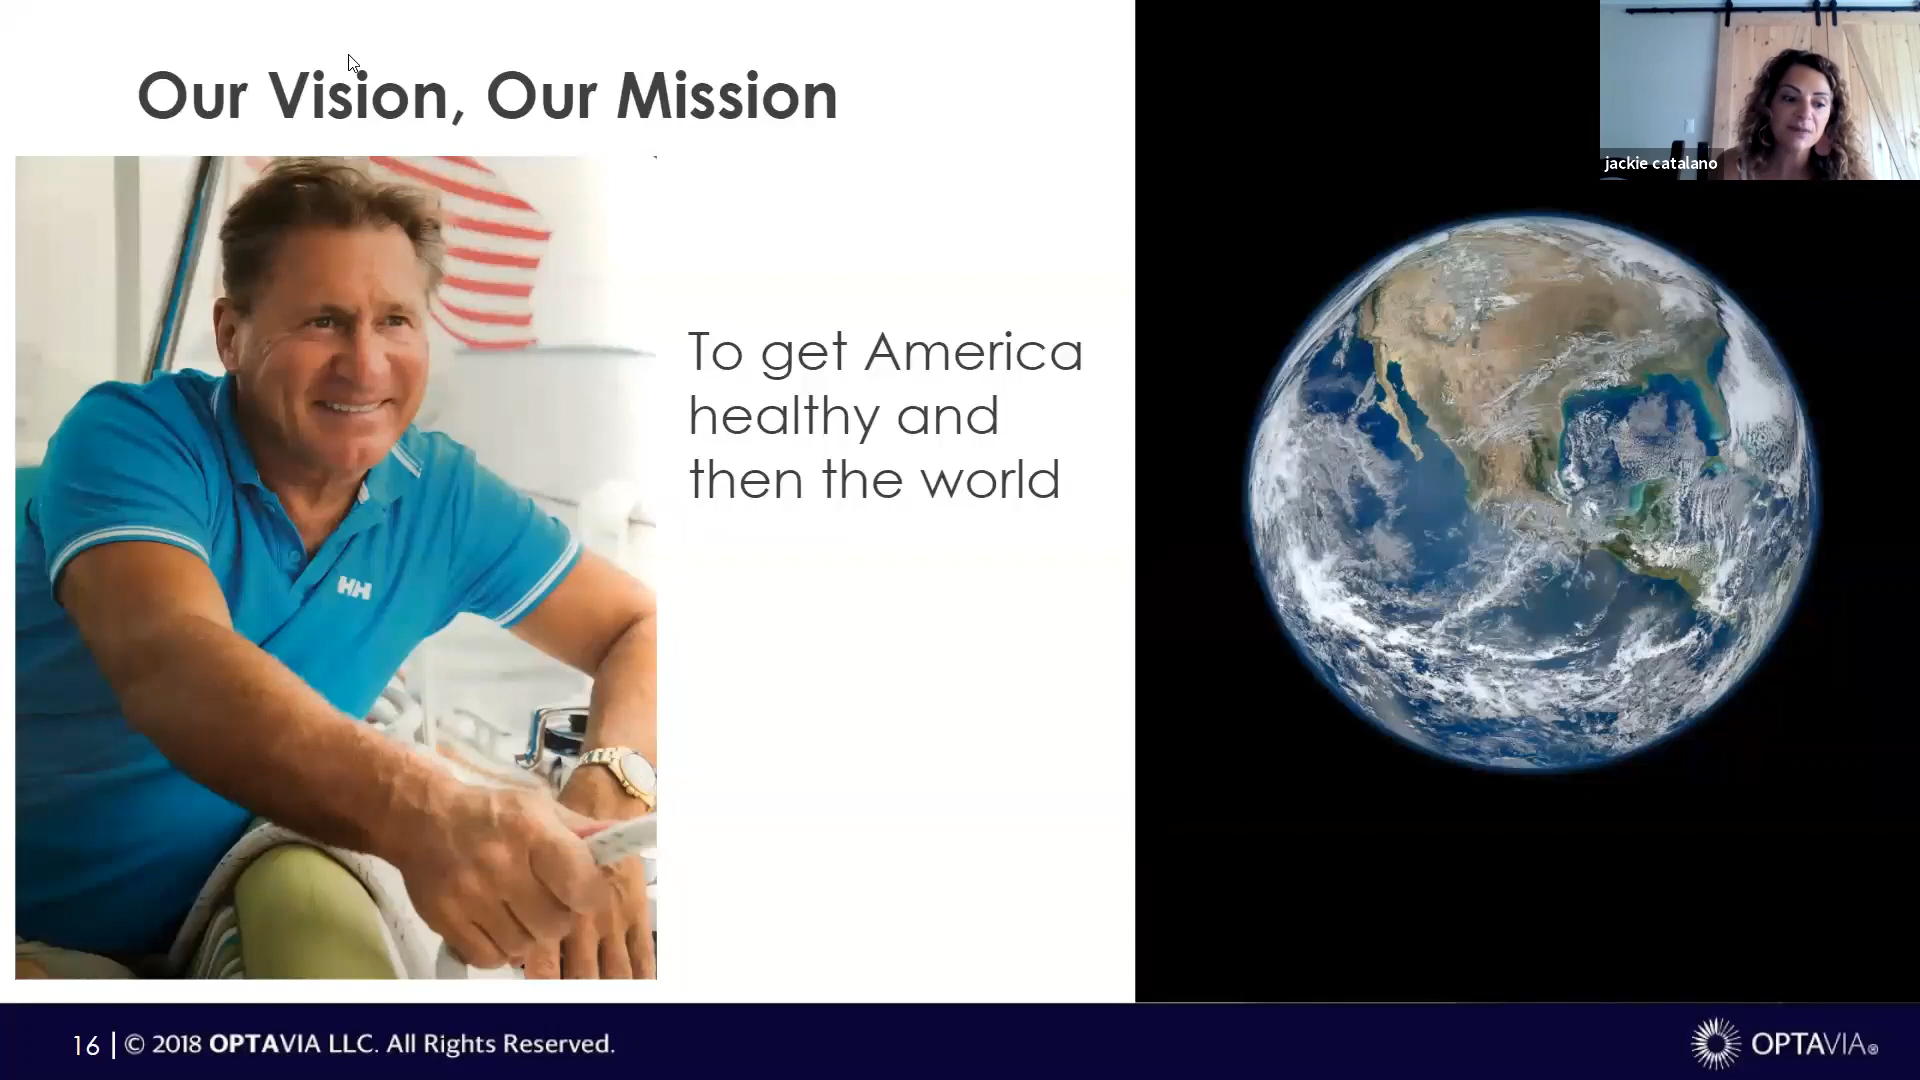 Our Vision, Our Mission
jackie catalano
To get America
healthy and
then the world
HH
16 | © 2018 OPTAVIA LLC. All Rights Reserved.
OPTAVIA®